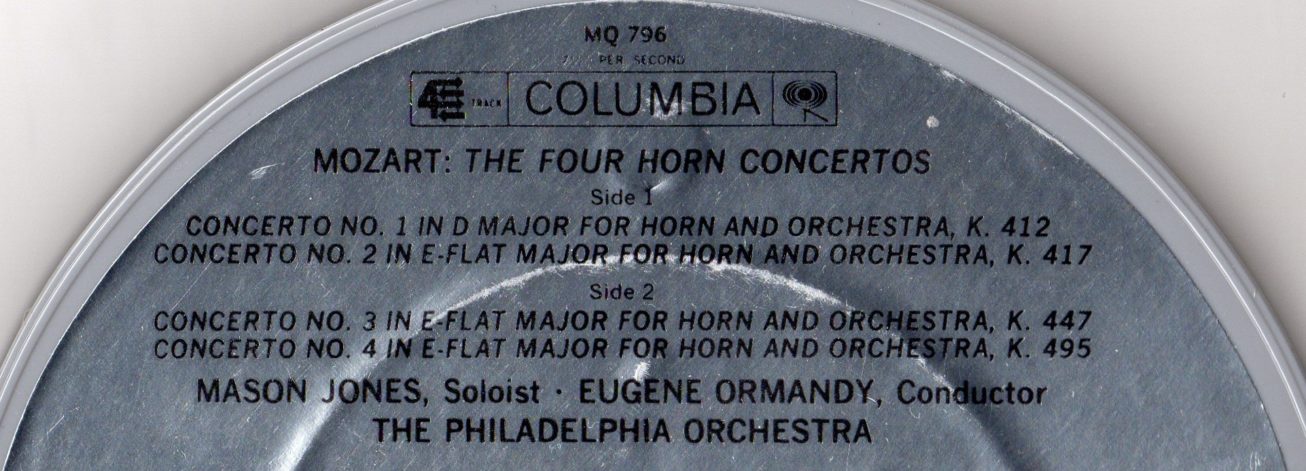 MQ 796
PER SECOND
4 TRACK COLUMBIA
MOZART: THE FOUR HORN CONCERTOS
Side 1
CONCERTO NO. 1 IN D MAJOR FOR HORN AND ORCHESTRA, K. 412
CONCERTO NO. 2 IN E-FLAT MAJOR FOR HORN AND ORCHESTRA, K. 417
Side 2
CONCERTO NO. 3 IN E-FLAT MAJOR FOR HORN AND ORCHESTRA, K. 447
CONCERTO NO. 4 IN E-FLAT MAJOR FOR HORN AND ORCHESTRA, K. 495
MASON JONES, Soloist · EUGENE ORMANDY, Conductor
THE PHILADELPHIA ORCHESTRA